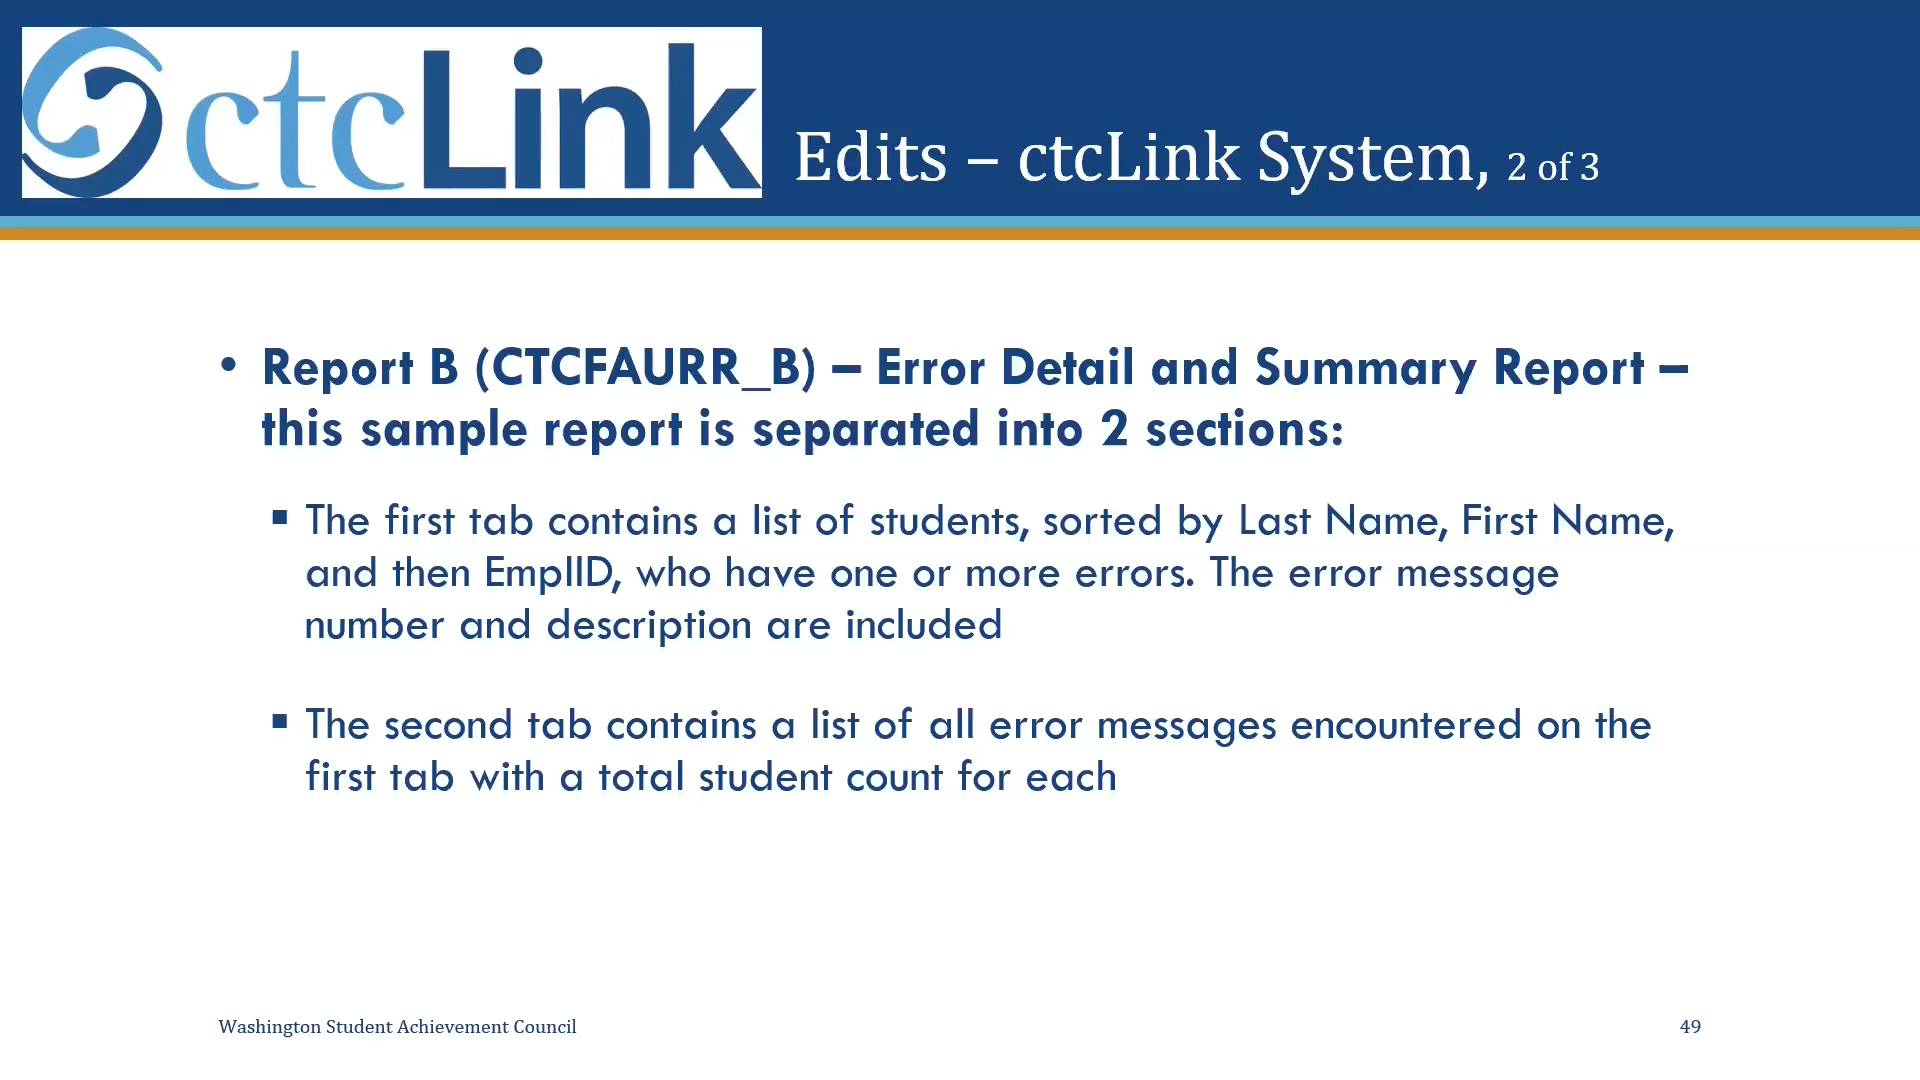 ctcLink
Edits – ctcLink System, 2 of 3
• Report B (CTCFAURR_B) – Error Detail and Summary Report –
this sample report is separated into 2 sections:
▪ The first tab contains a list of students, sorted by Last Name, First Name,
and then EmplID, who have one or more errors. The error message
number and description are included
▪ The second tab contains a list of all error messages encountered on the
first tab with a total student count for each
Washington Student Achievement Council
49